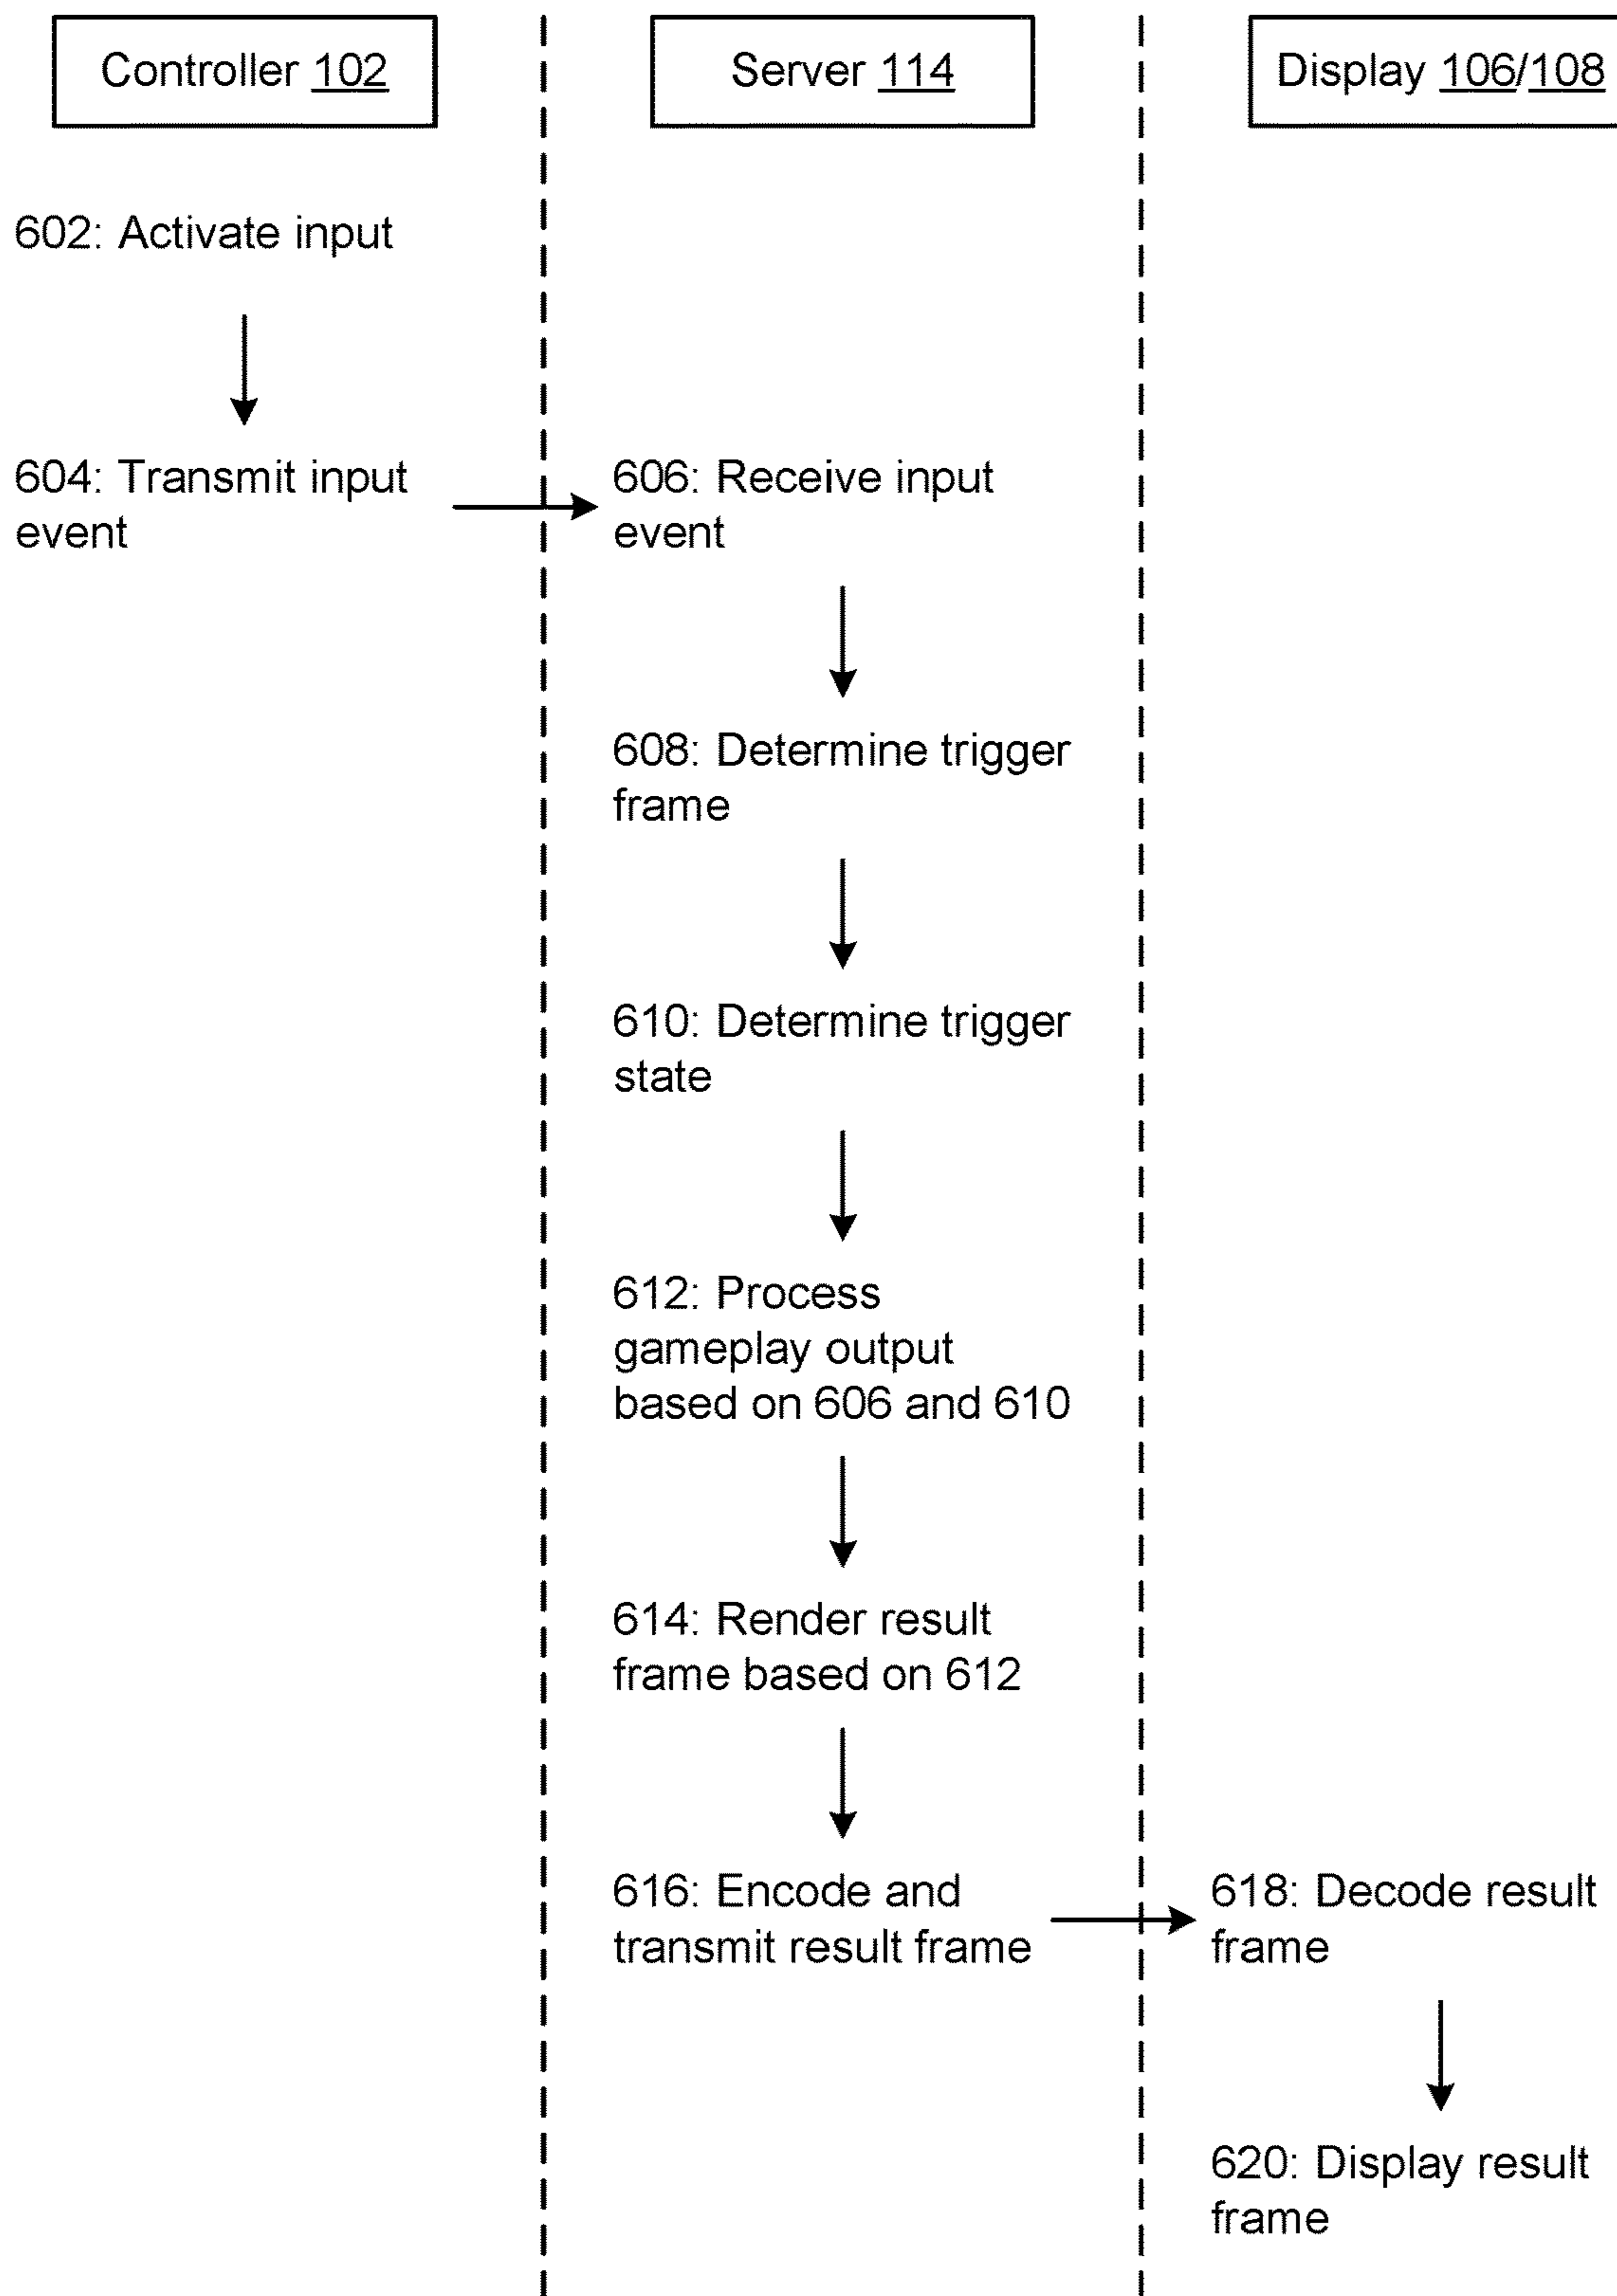 Controller 102
Server 114
Display 106/108
602: Activate input
604: Transmit input
event
606: Receive input
event
608: Determine trigger
frame
610: Determine trigger
state
612: Process
gameplay output
based on 606 and 610
614: Render result
frame based on 612
616: Encode and
transmit result frame
618: Decode result
frame
620: Display result
frame